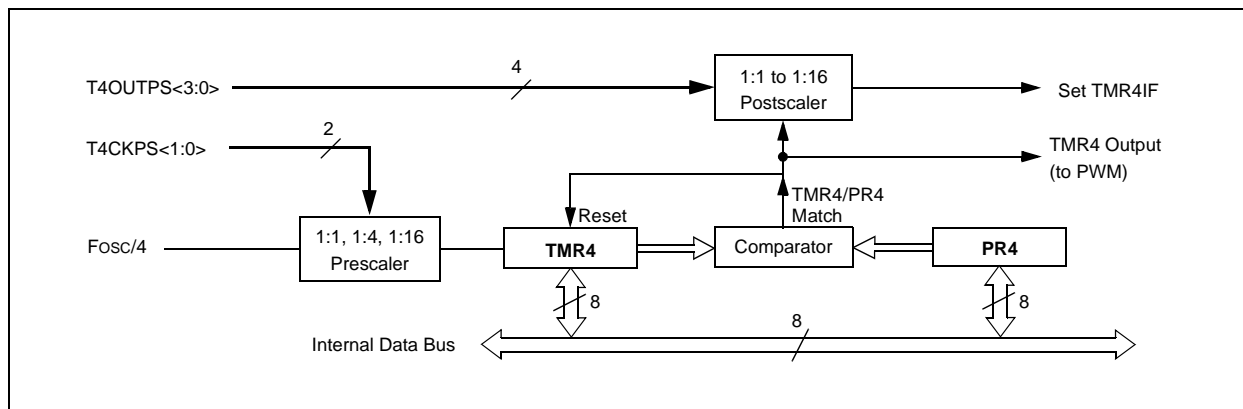 T4OUTPS<3:0>
4
1:1 to 1:16
Postscaler
Set TMR4IF
T4CKPS<1:0>
2
TMR4 Output
(to PWM)
TMR4/PR4
Match
Reset
FOSC/4
1:1, 1:4, 1:16
Prescaler
TMR4
Comparator
PR4
8
8
Internal Data Bus
8